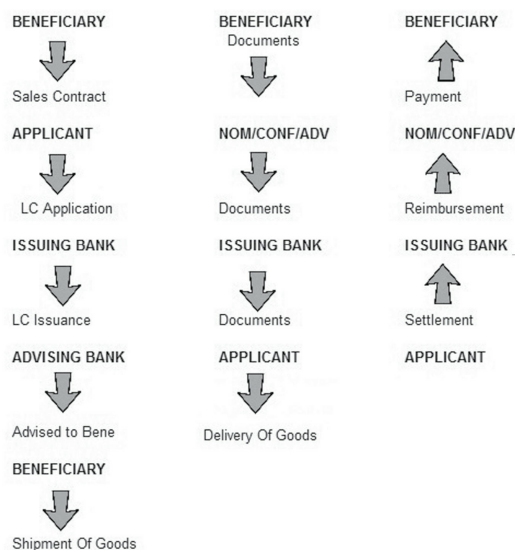 BENEFICIARY
Sales Contract
APPLICANT
LC Application
ISSUING BANK
LC Issuance
ADVISING BANK
Advised to Bene
BENEFICIARY
Shipment Of Goods
BENEFICIARY
Documents
NOM/CONF/ADV
Documents
ISSUING BANK
Documents
APPLICANT
Delivery Of Goods
BENEFICIARY
Payment
NOM/CONF/ADV
Reimbursement
ISSUING BANK
Settlement
APPLICANT